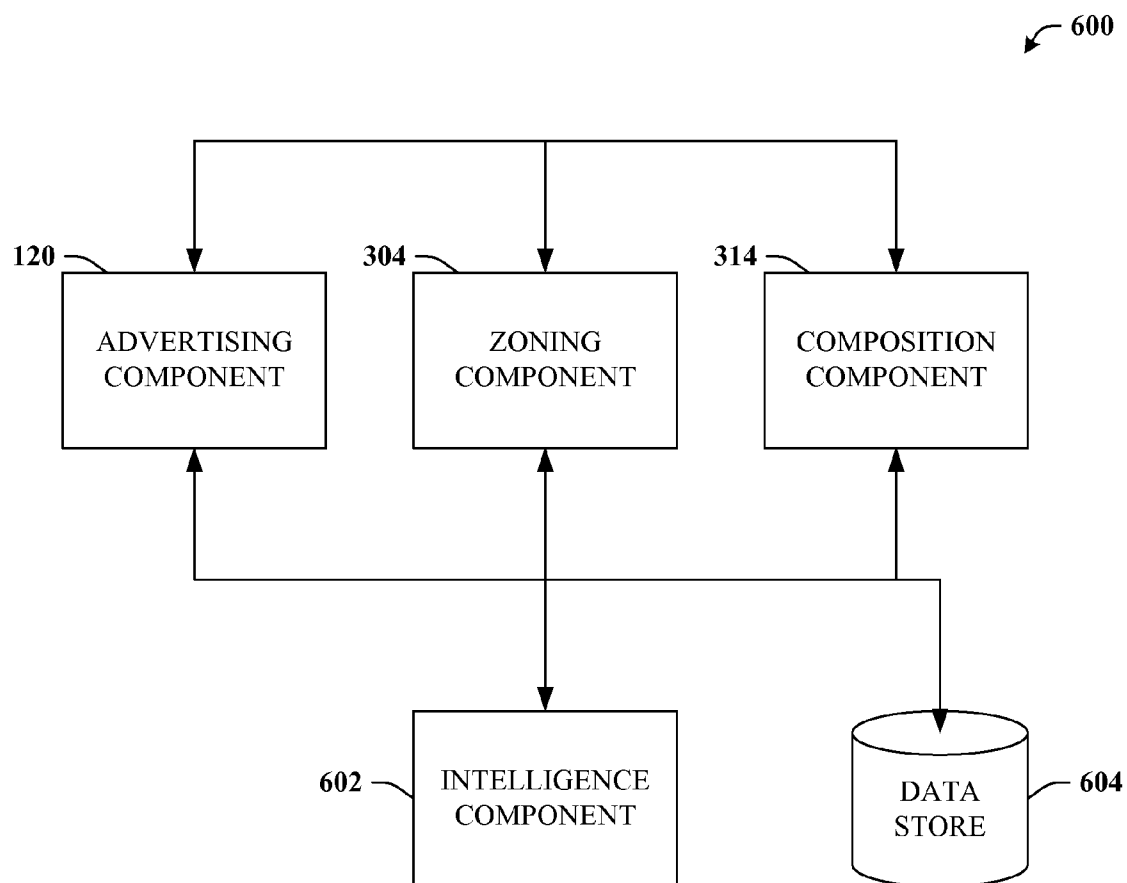 600
120
304
314
ADVERTISING
COMPONENT
ZONING
COMPONENT
COMPOSITION
COMPONENT
602
INTELLIGENCE
COMPONENT
DATA
STORE
604